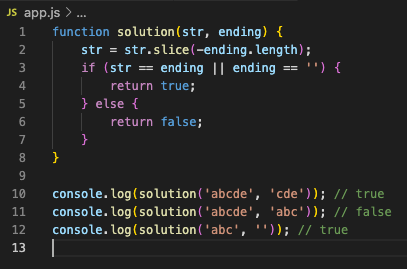 JS app.js > ...
1 function solution(str, ending) {
2     str = str.slice(-ending.length);
3     if (str == ending || ending == '') {
4         return true;
5     } else {
6         return false;
7     }
8 }
9
10 console.log(solution('abcde', 'cde')); // true
11 console.log(solution('abcde', 'abc')); // false
12 console.log(solution('abc', '')); // true
13